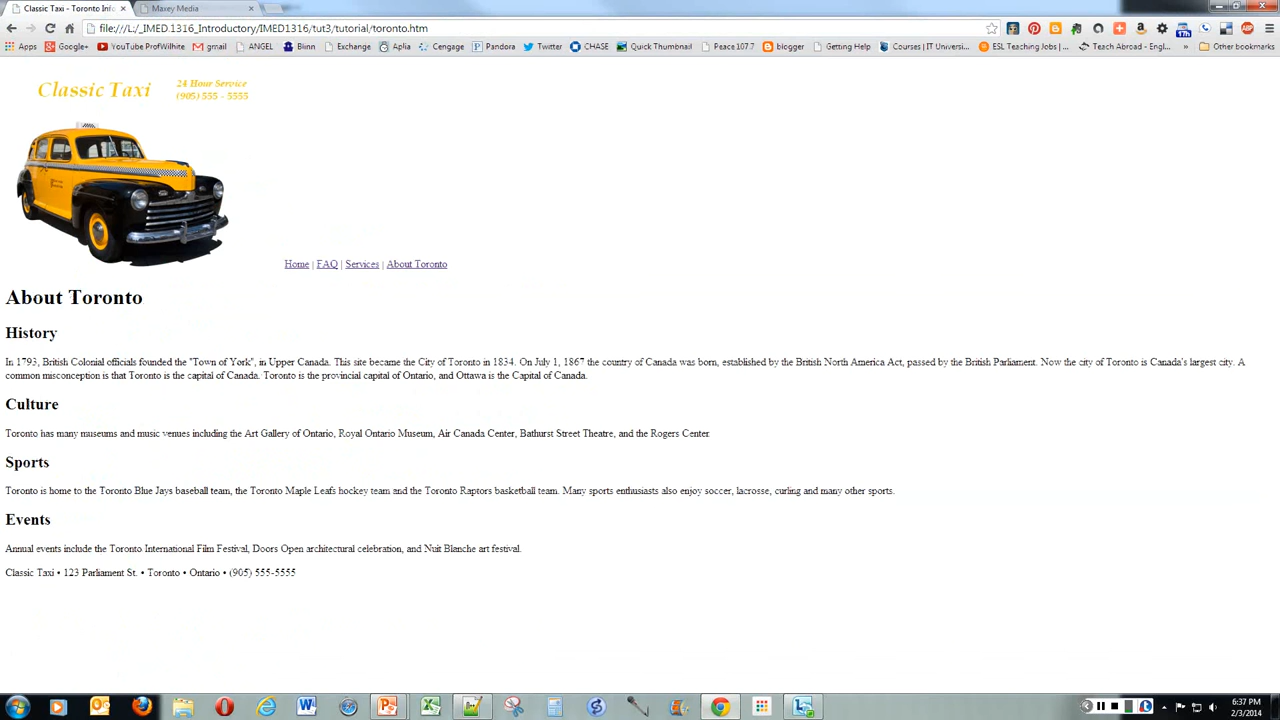 Classic Taxi - Toronto Info
Maxey Media
file:///L:/_IMED.1316_Introductory/IMED1316/tut3/tutorial/toronto.htm
Apps Google+ YouTube ProfWilhite gmail ANGEL Blinn Exchange Aplia Cengage Pandora Twitter CHASE Quick Thumbnail Peace107.7 blogger Getting Help Courses | IT Universi... ESL Teaching Jobs |... Teach Abroad - Engl... » Other bookmarks
Classic Taxi
24 Hour Service
(905) 555 - 5555
Home | FAQ | Services | About Toronto
About Toronto
History
In 1793, British Colonial officials founded the "Town of York", in Upper Canada. This site became the City of Toronto in 1834. On July 1, 1867 the country of Canada was born, established by the British North America Act, passed by the British Parliament. Now the city of Toronto is Canada's largest city. A
common misconception is that Toronto is the capital of Canada. Toronto is the provincial capital of Ontario, and Ottawa is the Capital of Canada.
Culture
Toronto has many museums and music venues including the Art Gallery of Ontario, Royal Ontario Museum, Air Canada Center, Bathurst Street Theatre, and the Rogers Center.
Sports
Toronto is home to the Toronto Blue Jays baseball team, the Toronto Maple Leafs hockey team and the Toronto Raptors basketball team. Many sports enthusiasts also enjoy soccer, lacrosse, curling and many other sports.
Events
Annual events include the Toronto International Film Festival, Doors Open architectural celebration, and Nuit Blanche art festival.
Classic Taxi • 123 Parliament St. • Toronto • Ontario • (905) 555-5555
6:37 PM
2/3/2014